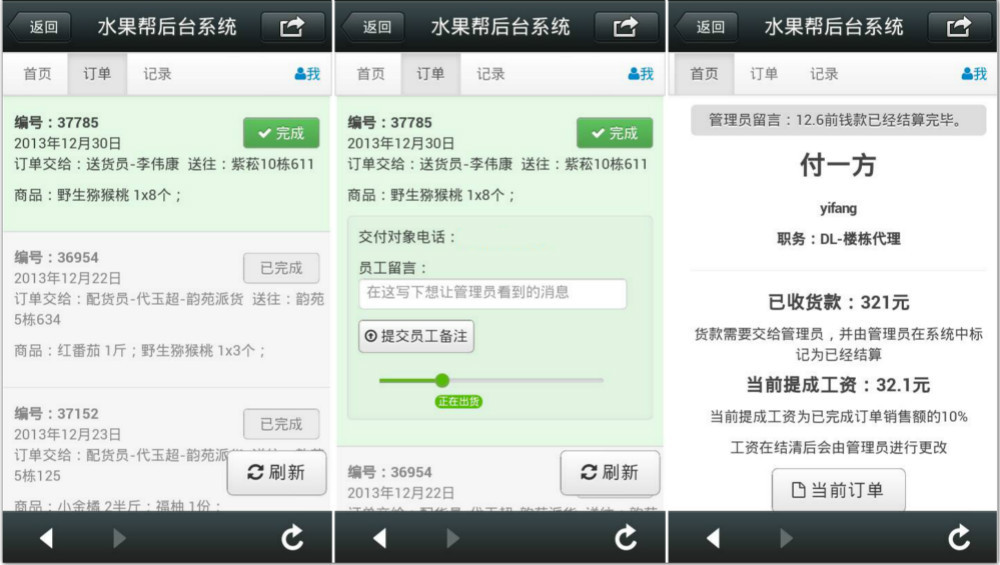 返回
水果帮后台系统
首页
订单
记录
我
编号：37785
完成
2013年12月30日
订单交给：送货员-李伟康 送往：紫菘10栋611
商品：野生猕猴桃 1x8个；
编号：36954
已完成
2013年12月22日
订单交给：配货员-代玉超-韵苑派货 送往：韵苑
5栋634
商品：红番茄 1斤；野生猕猴桃 1x3个；
编号：37152
已完成
2013年12月23日
订单交给：配货员-代玉超-韵苑派
5栋125
刷新
商品：小金橘 2半斤；福柚 1份；
返回
水果帮后台系统
首页
订单
记录
我
编号：37785
完成
2013年12月30日
订单交给：送货员-李伟康 送往：紫菘10栋611
商品：野生猕猴桃 1x8个；
交付对象电话：
员工留言：
在这写下想让管理员看到的消息
提交员工备注
正在出货
编号：36954
刷新
2013年12月22日
返回
水果帮后台系统
首页
订单
记录
我
管理员留言：12.6前钱款已经结算完毕。
付一方
yifang
职务：DL-楼栋代理
已收货款：321元
货款需要交给管理员，并由管理员在系统中标
记为已经结算
当前提成工资：32.1元
当前提成工资为已完成订单销售额的10%
工资在结清后会由管理员进行更改
当前订单